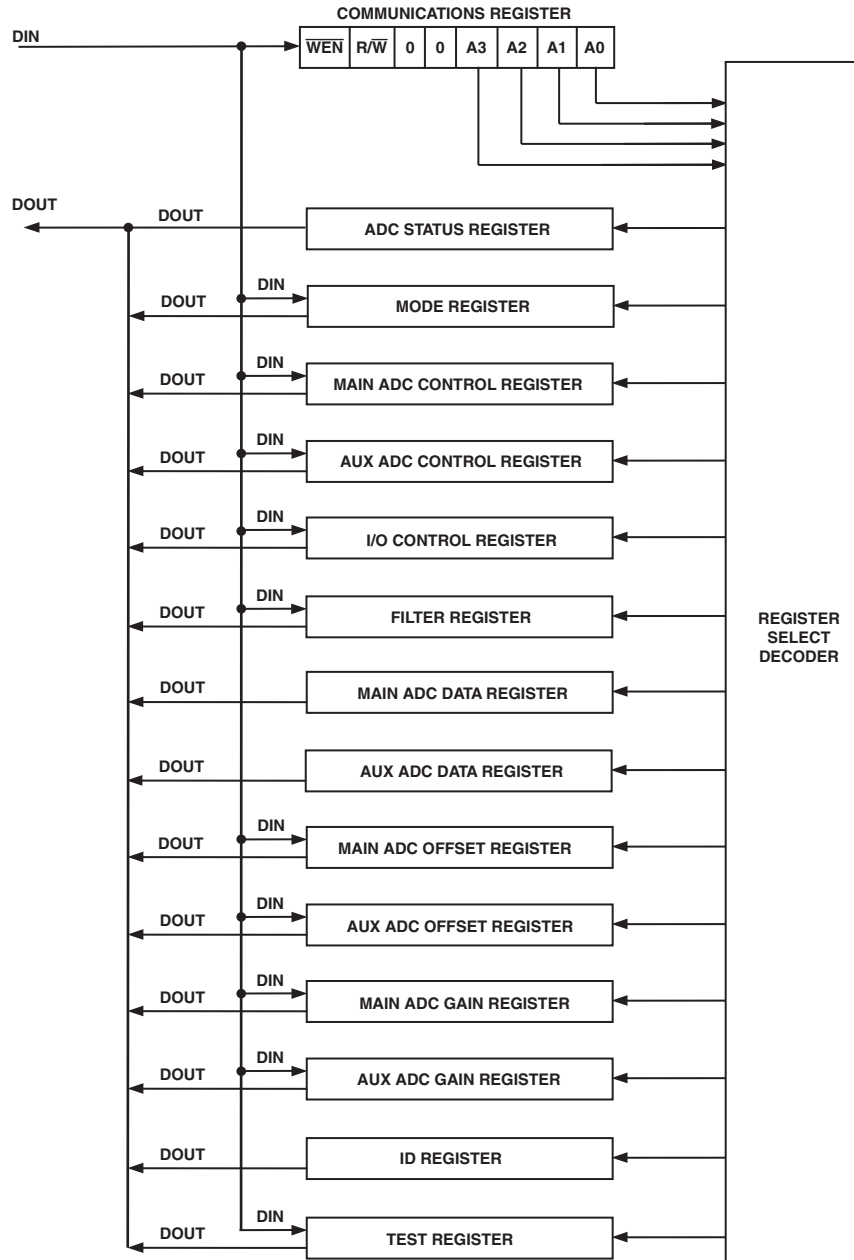 COMMUNICATIONS REGISTER
DIN
WEN R/W 0 0 A3 A2 A1 A0
DOUT
DOUT
ADC STATUS REGISTER
DIN
DOUT
MODE REGISTER
DIN
DOUT
MAIN ADC CONTROL REGISTER
DIN
DOUT
AUX ADC CONTROL REGISTER
DIN
DOUT
I/O CONTROL REGISTER
DIN
DOUT
FILTER REGISTER
REGISTER
SELECT
DECODER
DOUT
MAIN ADC DATA REGISTER
DOUT
AUX ADC DATA REGISTER
DIN
DOUT
MAIN ADC OFFSET REGISTER
DIN
DOUT
AUX ADC OFFSET REGISTER
DIN
DOUT
MAIN ADC GAIN REGISTER
DIN
DOUT
AUX ADC GAIN REGISTER
DOUT
ID REGISTER
DIN
DOUT
TEST REGISTER